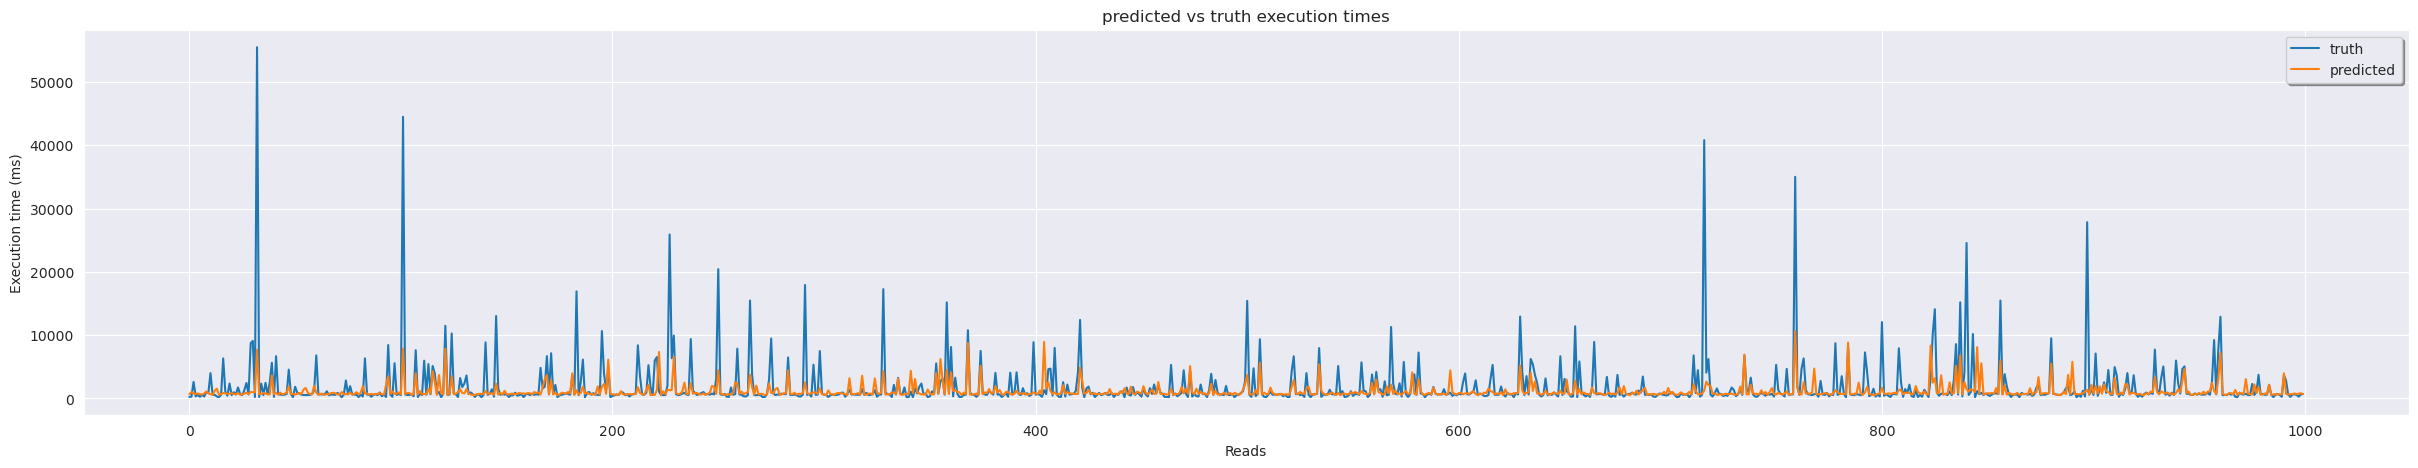 predicted vs truth execution times
truth
predicted
Execution time (ms)
50000
40000
30000
20000
10000
0
0
200
400
600
800
1000
Reads